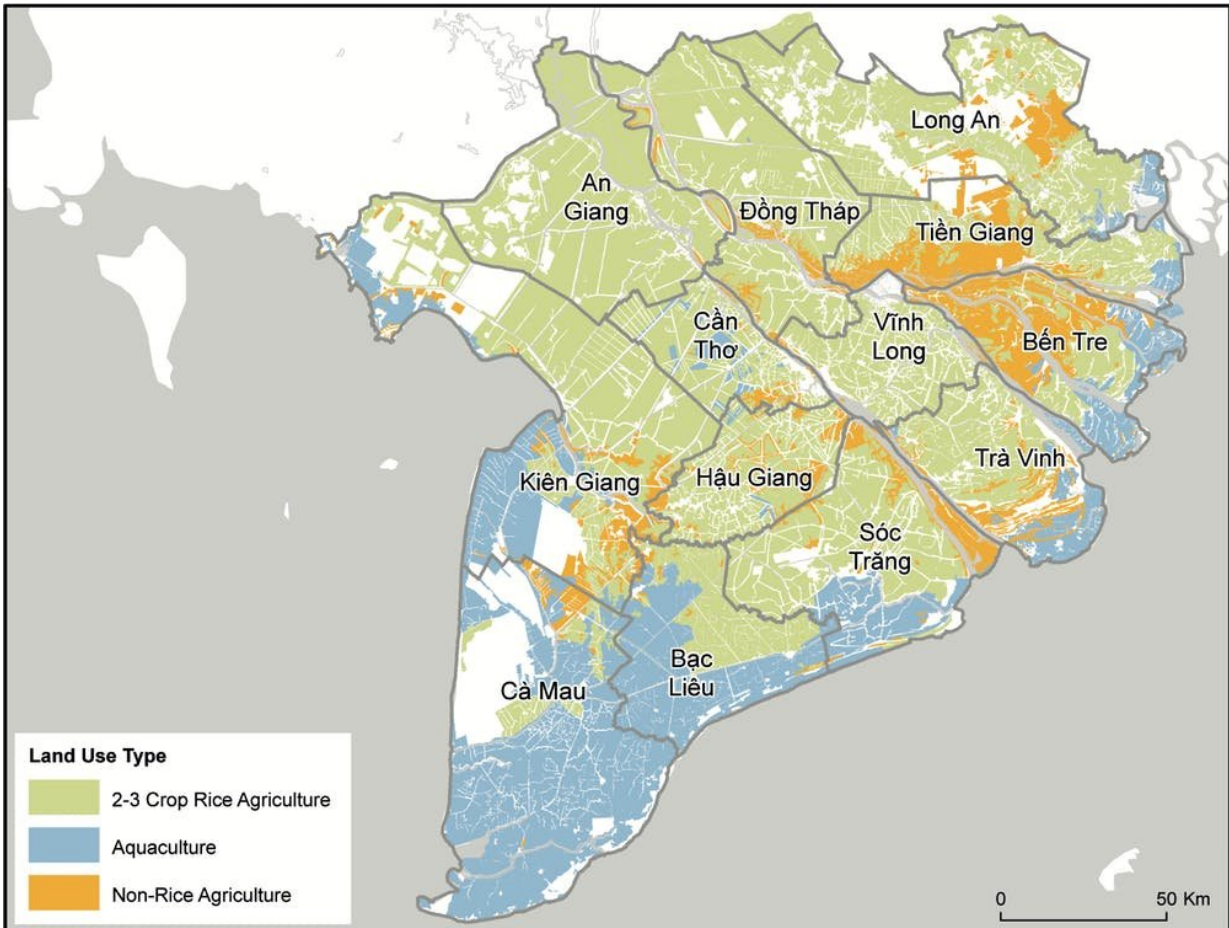 Long An
An
Giang
Đồng Tháp
Tiền Giang
Cần
Thơ
Vĩnh
Long
Bến Tre
Trà Vinh
Kiên Giang
Hậu Giang
Sóc
Trăng
Bạc
Liêu
Cà Mau
Land Use Type
2-3 Crop Rice Agriculture
Aquaculture
Non-Rice Agriculture
0 50 Km